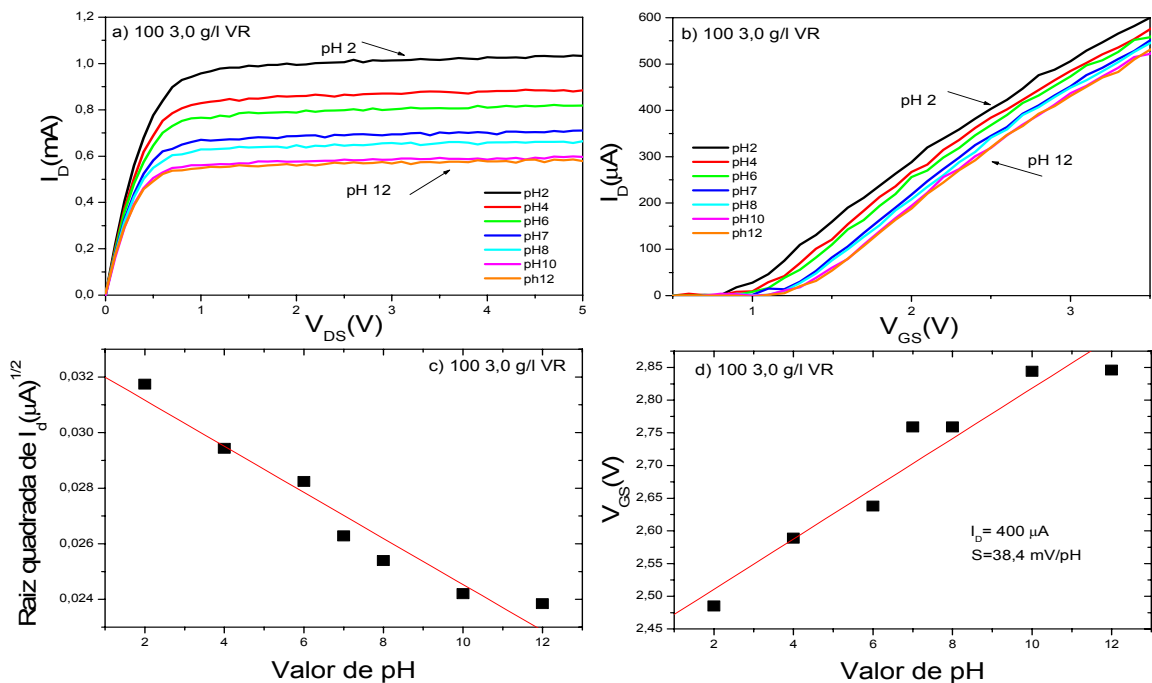 a) 100 3,0 g/l VR
pH 2
pH 12
pH2
pH4
pH6
pH7
pH8
pH10
ph12
I_D(mA)
1,2
1,0
0,8
0,6
0,4
0,2
0,0
0 1 2 3 4 5
V_DS(V)
b) 100 3,0 g/l VR
pH 2
pH 12
pH2
pH4
pH6
pH7
pH8
pH10
ph12
I_D(µA)
600
500
400
300
200
100
0
1 2 3
V_GS(V)
c) 100 3,0 g/l VR
Raiz quadrada de I_d(µA)^1/2
0,032
0,030
0,028
0,026
0,024
2 4 6 8 10 12
Valor de pH
d) 100 3,0 g/l VR
V_GS(V)
2,85
2,80
2,75
2,70
2,65
2,60
2,55
2,50
2,45
I_D= 400 µA
S=38,4 mV/pH
2 4 6 8 10 12
Valor de pH